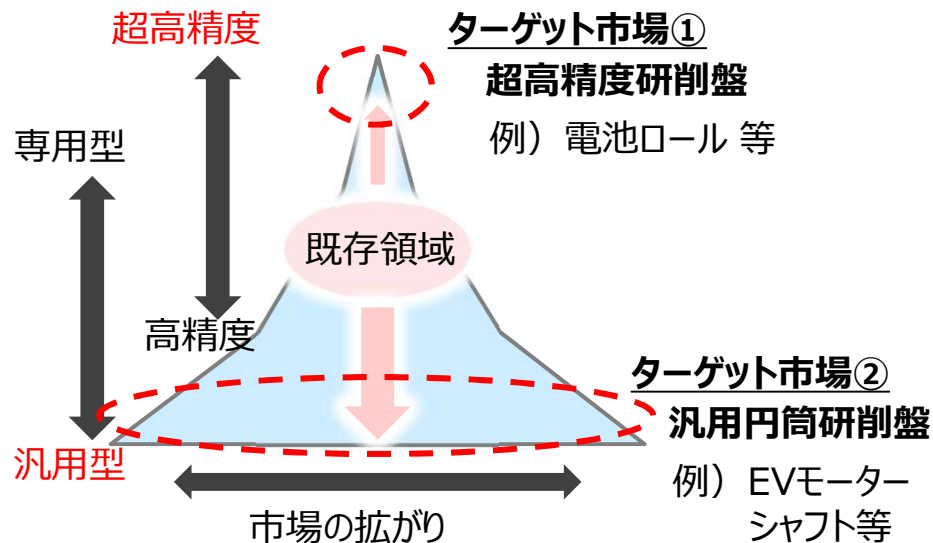 超高精度
ターゲット市場①
超高精度研削盤
例）電池ロール 等
専用型
既存領域
高精度
ターゲット市場②
汎用円筒研削盤
汎用型
例）EVモーター
シャフト等
市場の拡がり